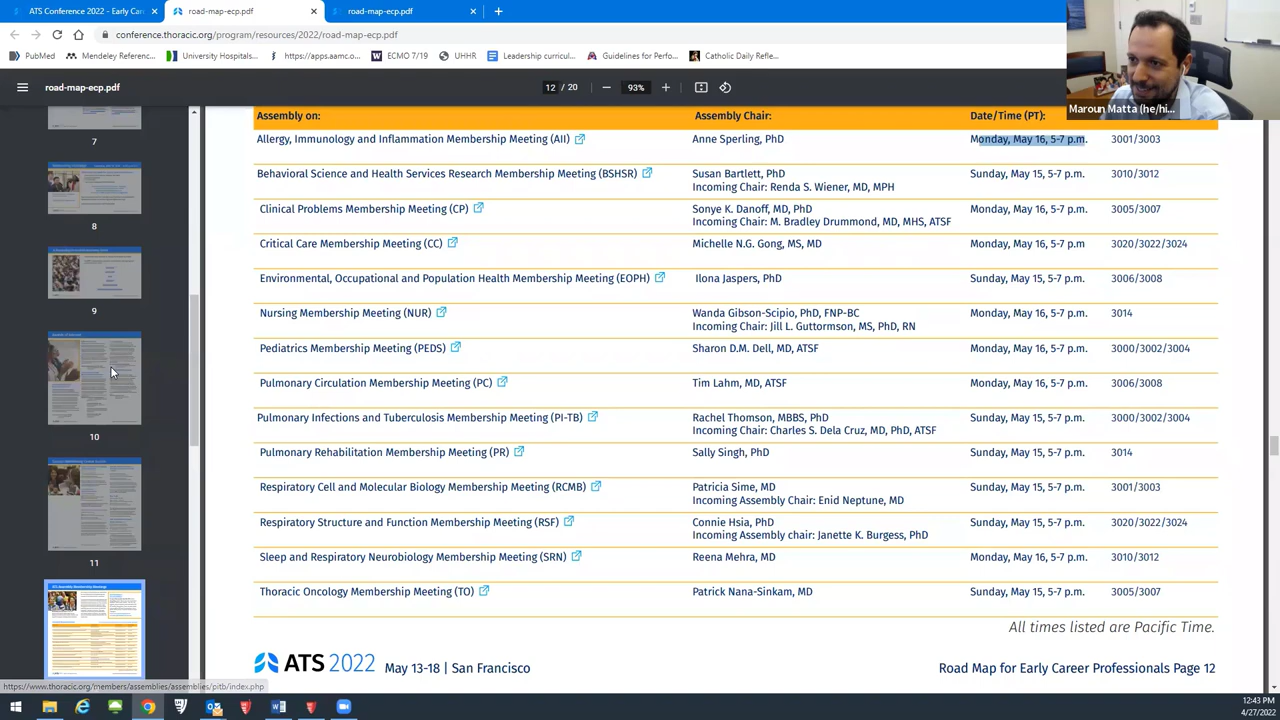 ATS Conference 2022 - Early Car
road-map-ecp.pdf
road-map-ecp.pdf
conference.thoracic.org/program/resources/2022/road-map-ecp.pdf
PubMed
Mendeley Referenc...
University Hospitals...
https://apps.aamc.o...
ECMO 7/19
UHHR
Leadership curricul...
Guidelines for Perfo...
Catholic Daily Refle...
Maroun Matta (he/hi...
road-map-ecp.pdf
12 / 20
93%
7
8
9
10
11
Assembly on: Assembly Chair: Date/Time (PT):
Allergy, Immunology and Inflammation Membership Meeting (AII) Anne Sperling, PhD Monday, May 16, 5-7 p.m. 3001/3003
Behavioral Science and Health Services Research Membership Meeting (BSHSR) Susan Bartlett, PhD Sunday, May 15, 5-7 p.m. 3010/3012
Incoming Chair: Renda S. Wiener, MD, MPH
Clinical Problems Membership Meeting (CP) Sonye K. Danoff, MD, PhD Monday, May 16, 5-7 p.m. 3005/3007
Incoming Chair: M. Bradley Drummond, MD, MHS, ATSF
Critical Care Membership Meeting (CC) Michelle N.G. Gong, MS, MD Monday, May 16, 5-7 p.m 3020/3022/3024
Environmental, Occupational and Population Health Membership Meeting (EOPH) Ilona Jaspers, PhD Sunday, May 15, 5-7 p.m. 3006/3008
Nursing Membership Meeting (NUR) Wanda Gibson-Scipio, PhD, FNP-BC Monday, May 16, 5-7 p.m. 3014
Incoming Chair: Jill L. Guttormson, MS, PhD, RN
Pediatrics Membership Meeting (PEDS) Sharon D.M. Dell, MD, ATSF Monday, May 16, 5-7 p.m. 3000/3002/3004
Pulmonary Circulation Membership Meeting (PC) Tim Lahm, MD, ATSF Monday, May 16, 5-7 p.m. 3006/3008
Pulmonary Infections and Tuberculosis Membership Meeting (PI-TB) Rachel Thomson, MBBS, PhD Sunday, May 15, 5-7 p.m. 3000/3002/3004
Incoming Chair: Charles S. Dela Cruz, MD, PhD, ATSF
Pulmonary Rehabilitation Membership Meeting (PR) Sally Singh, PhD Sunday, May 15, 5-7 p.m. 3014
Respiratory Cell and Molecular Biology Membership Meeting (RCMB) Patricia Sime, MD Sunday, May 15, 5-7 p.m. 3001/3003
Incoming Assembly Chair: Enid Neptune, MD
Respiratory Structure and Function Membership Meeting (RSF) Connie Hsia, PhD Sunday, May 15, 5-7 p.m. 3020/3022/3024
Incoming Assembly chair: Janette K. Burgess, PhD
Sleep and Respiratory Neurobiology Membership Meeting (SRN) Reena Mehra, MD Monday, May 16, 5-7 p.m. 3010/3012
Thoracic Oncology Membership Meeting (TO) Patrick Nana-Sinkam, MD Sunday, May 15, 5-7 p.m. 3005/3007
All times listed are Pacific Time.
ATS 2022 May 13-18 | San Francisco Road Map for Early Career Professionals Page 12
https://www.thoracic.org/members/assemblies/assemblies/pitb/index.php
12:43 PM
4/27/2022